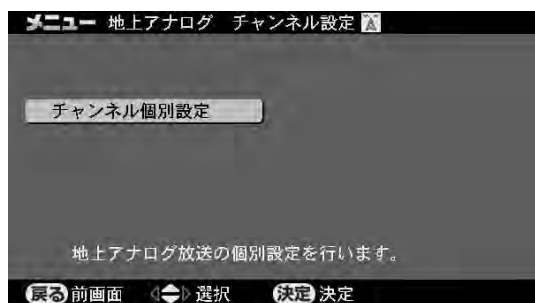 メニュー 地上アナログ チャンネル設定 A
チャンネル個別設定
地上アナログ放送の個別設定を行います。
戻る 前画面 選択 決定 決定